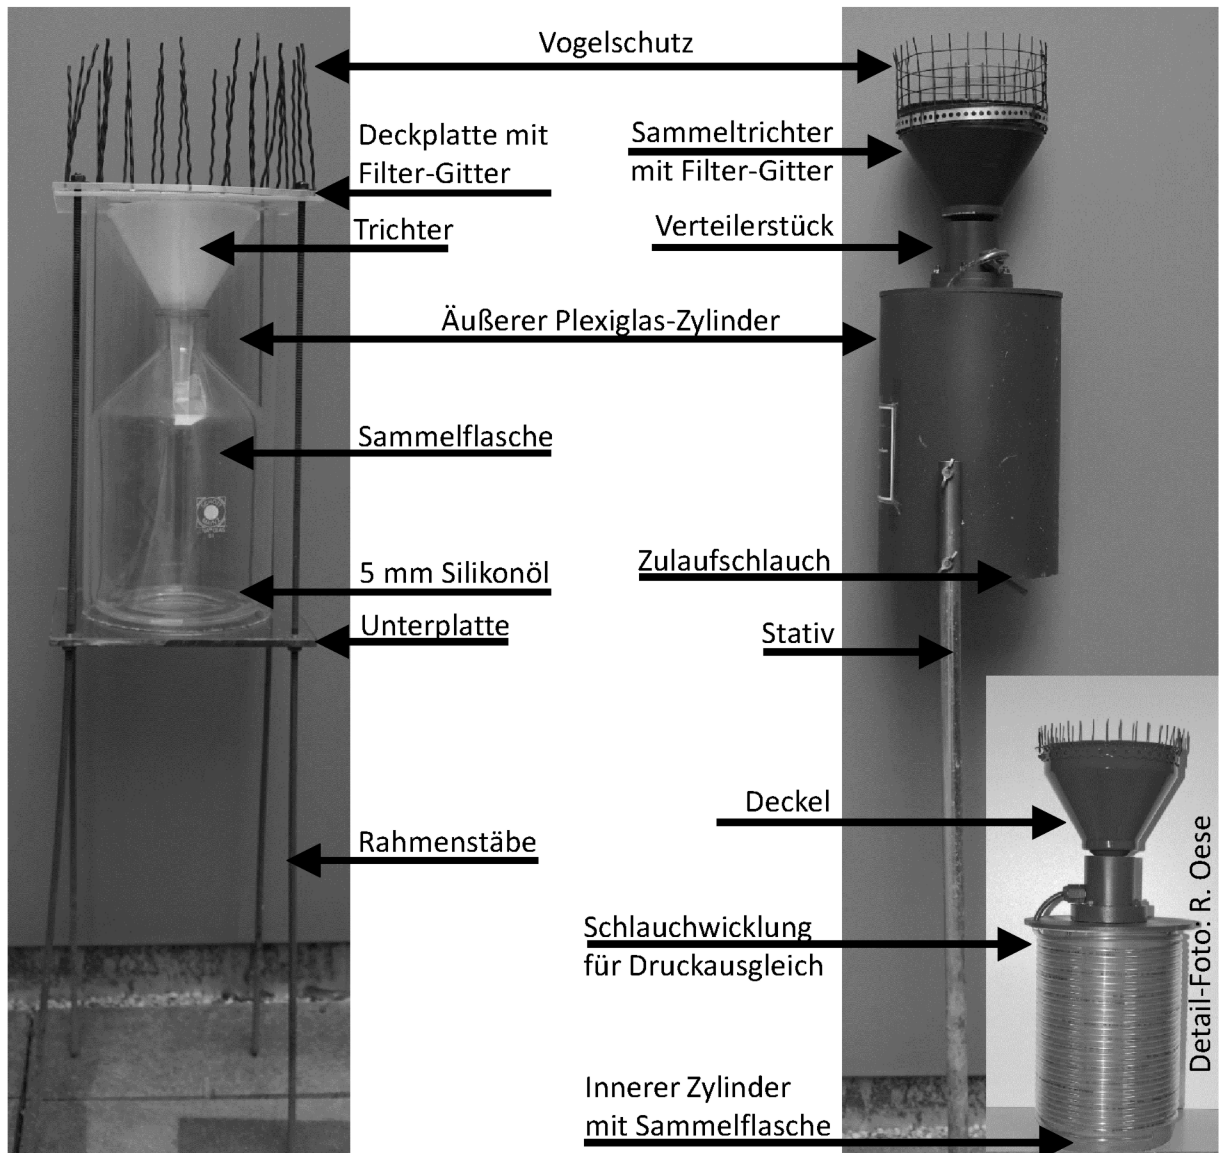 Vogelschutz
Deckplatte mit
Filter-Gitter
Sammeltrichter
mit Filter-Gitter
Trichter
Verteilerstück
Äußerer Plexiglas-Zylinder
Sammelflasche
5 mm Silikonöl
Zulaufschlauch
Unterplatte
Stativ
Deckel
Rahmenstäbe
Schlauchwicklung
für Druckausgleich
Innerer Zylinder
mit Sammelflasche
Detail-Foto: R. Oese